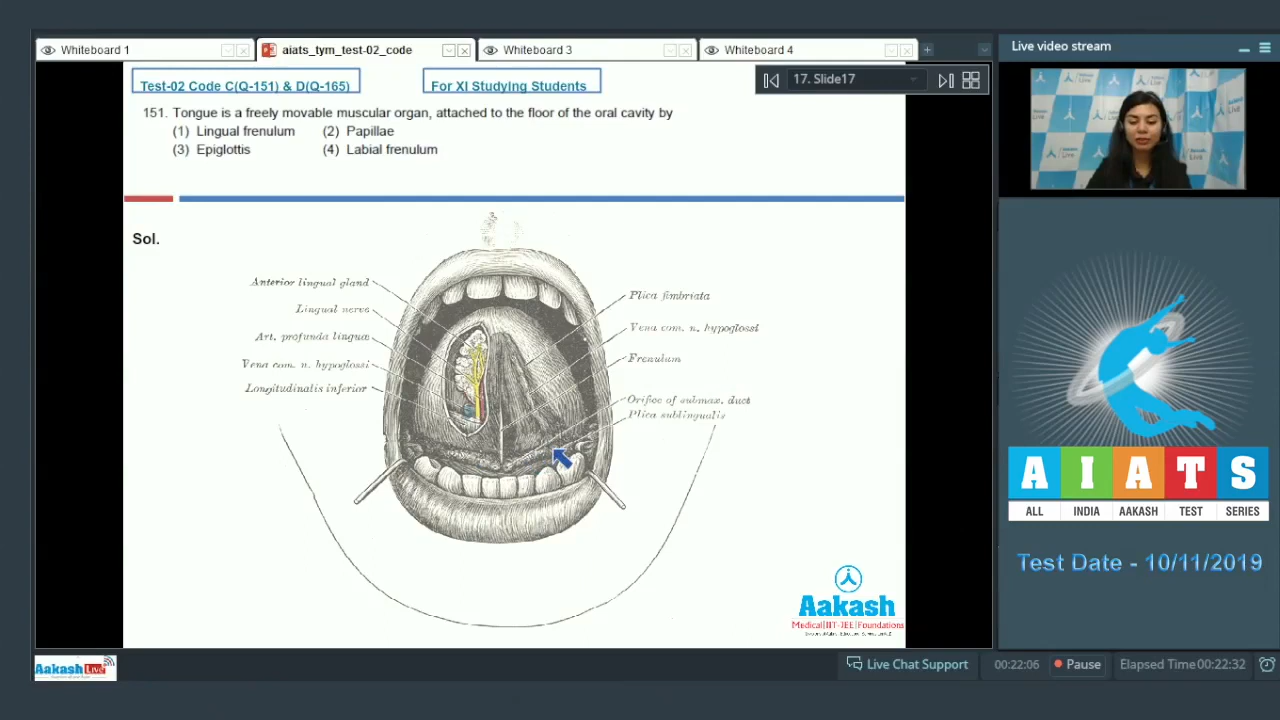 Whiteboard 1
aiats_tym_test-02_code
Whiteboard 3
Whiteboard 4
Live video stream
Test-02 Code C(Q-151) & D(Q-165)
For XI Studying Students
17. Slide17
151. Tongue is a freely movable muscular organ, attached to the floor of the oral cavity by
(1) Lingual frenulum (2) Papillae
(3) Epiglottis (4) Labial frenulum
Sol.
Anterior lingual gland
Lingual nerve
Art. profunda linguæ
Vena com. n. hypoglossi
Longitudinalis inferior
Plica fimbriata
Vena com. n. hypoglossi
Frenulum
Orifice of submax. duct
Plica sublingualis
Aakash
Medical|IIT-JEE|Foundations
AIATS
ALL INDIA AAKASH TEST SERIES
Test Date - 10/11/2019
Aakash Live
Live Chat Support
00:22:06
Pause
Elapsed Time 00:22:32